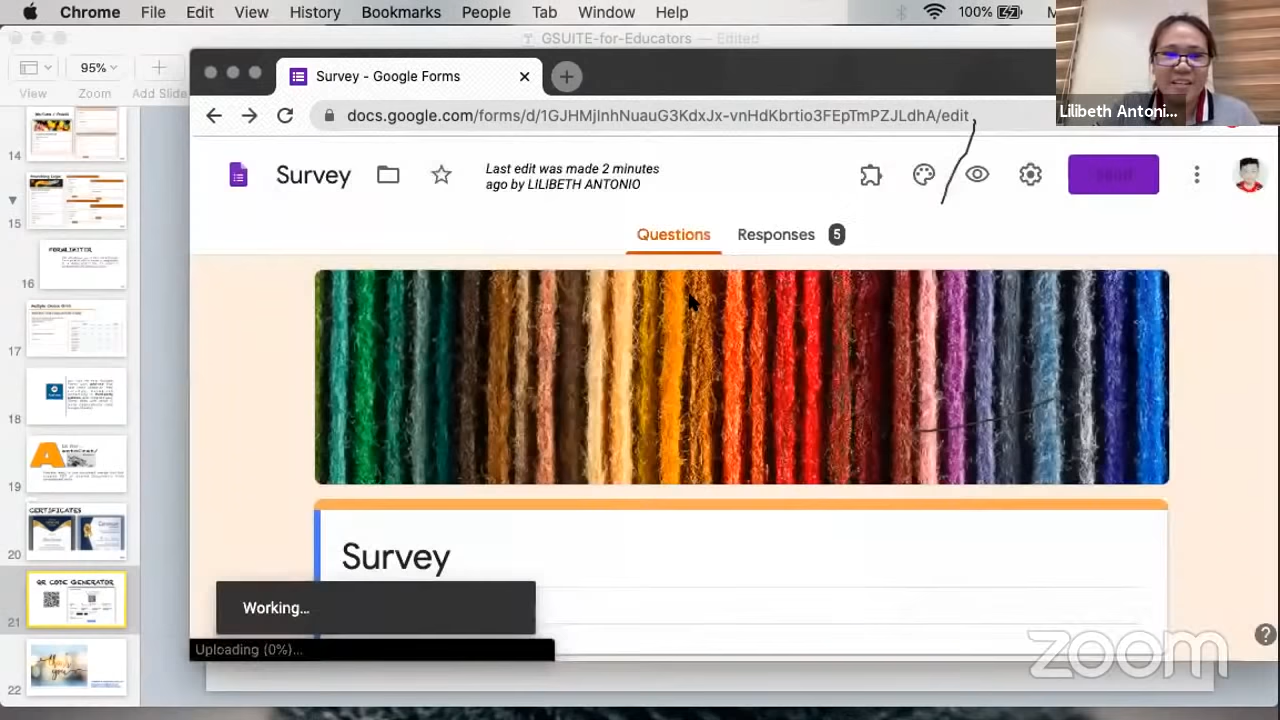 Chrome File Edit View History Bookmarks People Tab Window Help 100%
GSUITE-for-Educators — Edited
95%
View Zoom Add Slide
Survey - Google Forms
docs.google.com/forms/d/1GJHMjlnhNuauG3KdxJx-vnHdKbrtio3FEpTmPZJLdhA/edit
Lilibeth Antoni...
Survey
Last edit was made 2 minutes
ago by LILIBETH ANTONIO
Send
Questions Responses 5
Survey
Working...
Uploading (0%)...
14
15
16
17
18
19
CERTIFICATES
20
QR CODE GENERATOR
21
22
zoom